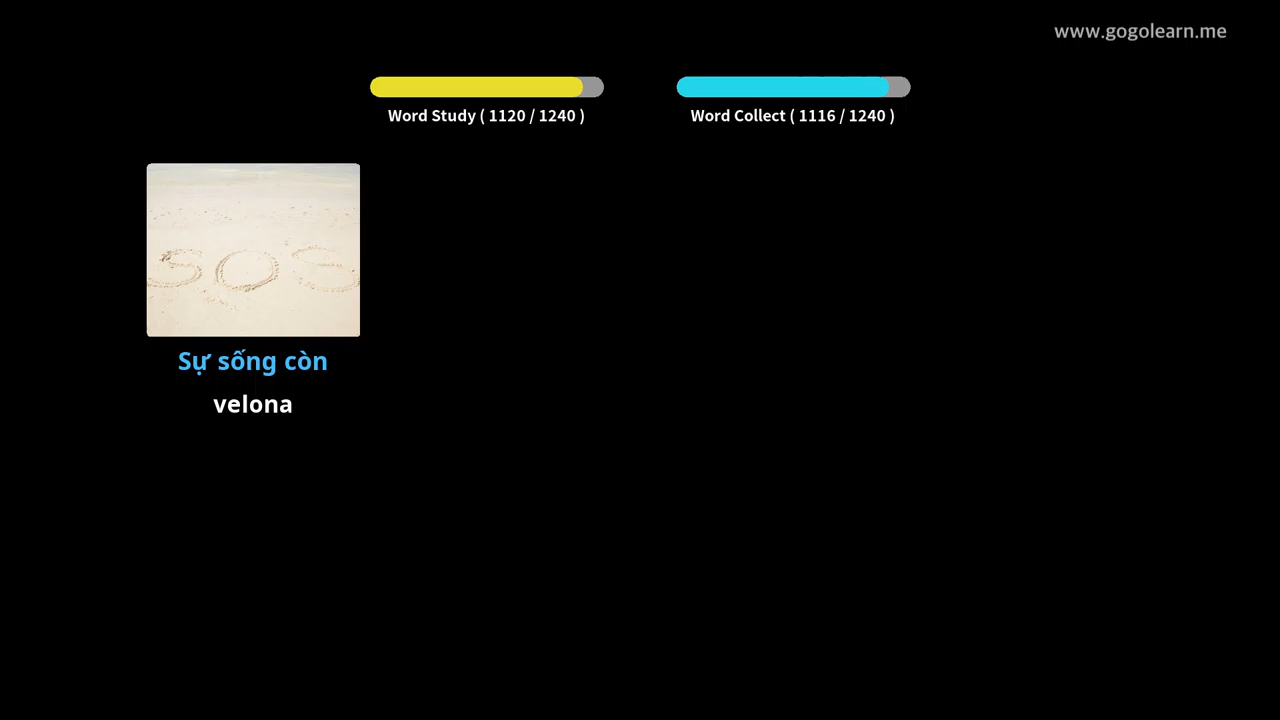 www.gogolearn.me
Word Study ( 1120 / 1240 )
Word Collect ( 1116 / 1240 )
SOS
Sự sống còn
velona